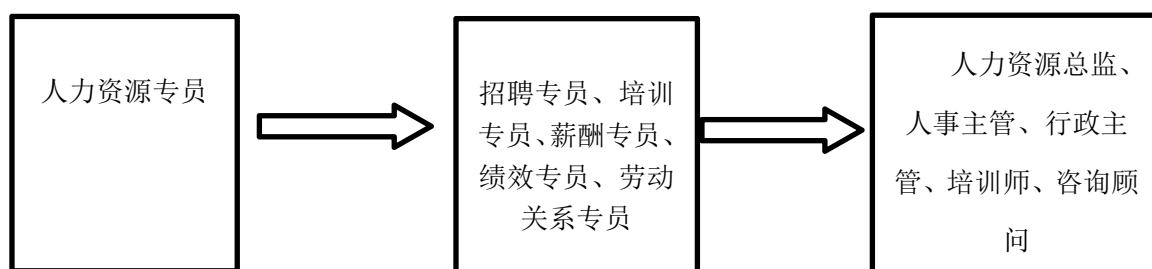 人力资源专员
招聘专员、培训
专员、薪酬专员、
绩效专员、劳动
关系专员
人力资源总监、
人事主管、行政主
管、培训师、咨询顾
问